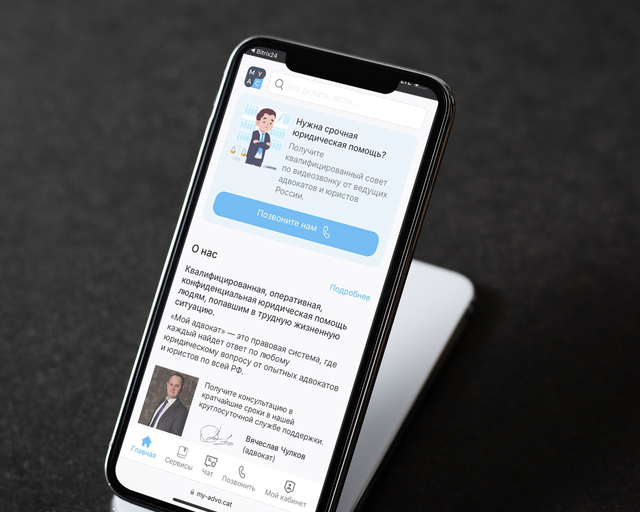 ◀ bitrix24
LTE
M Y
A C
что делать, если...
Нужна срочная
юридическая помощь?
Получите
квалифицированный совет
по видеозвонку от ведущих
адвокатов и юристов
России.
Позвоните нам
О нас
Подробнее
Квалифицированная, оперативная,
конфиденциальная юридическая помощь
людям, попавшим в трудную жизненную
ситуацию.
«Мой адвокат» — это правовая система, где
каждый найдет ответ по любому
юридическому вопросу от опытных адвокатов
и юристов по всей РФ.
Получите консультацию в
кратчайшие сроки в нашей
круглосуточной службе поддержки.
Вячеслав Чулков
(адвокат)
Главная
Сервисы
Чат
Позвонить
Мой кабинет
my-advo.cat